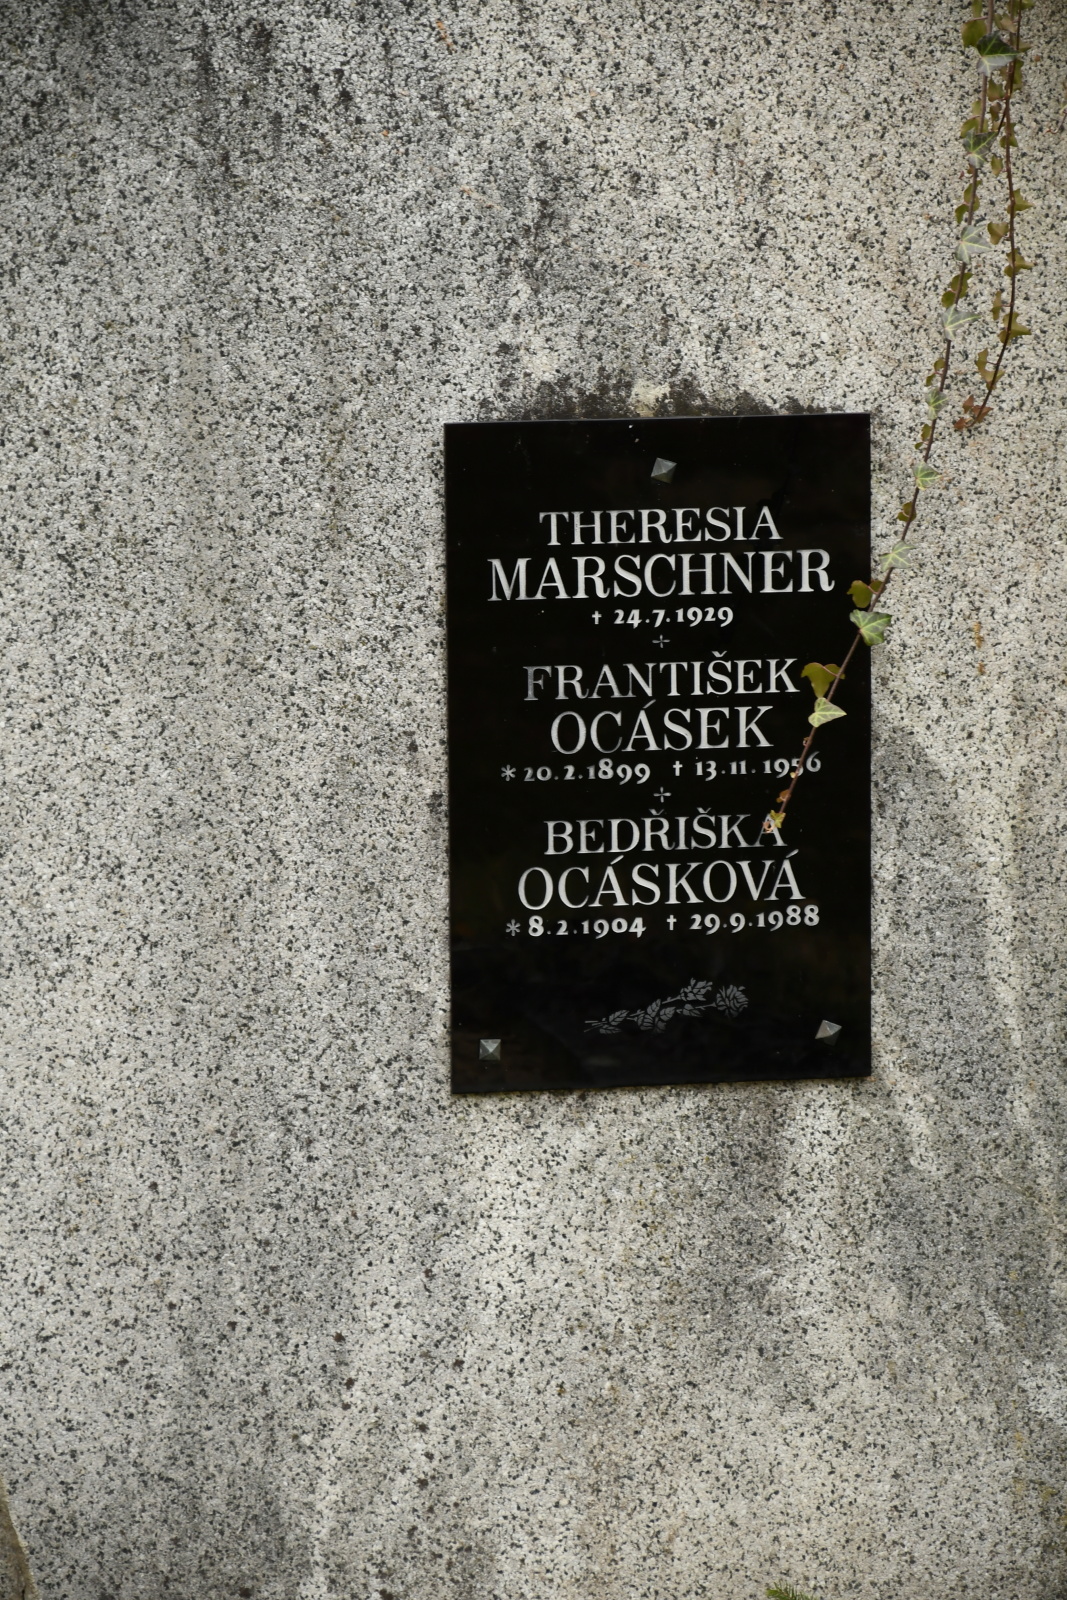 THERESIA
MARSCHNER
† 24.7.1929
FRANTIŠEK
OCÁSEK
* 20.2.1899 † 13.11.1956
BEDŘIŠKA
OCÁSKOVÁ
* 8.2.1904 † 29.9.1988